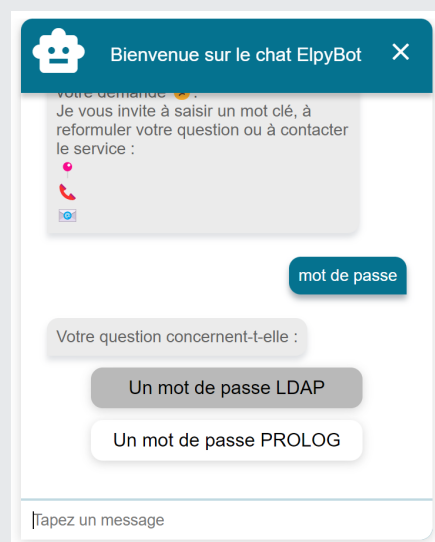 Bienvenue sur le chat ElpyBot
votre demande
Je vous invite à saisir un mot clé, à
reformuler votre question ou à contacter
le service :
mot de passe
Votre question concernent-t-elle :
Un mot de passe LDAP
Un mot de passe PROLOG
Tapez un message